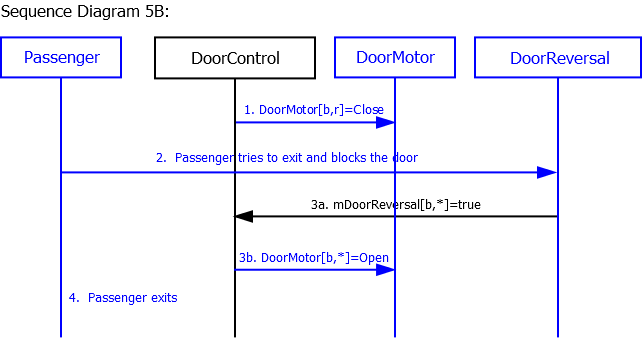 Sequence Diagram 5B:
Passenger
DoorControl
DoorMotor
DoorReversal
1. DoorMotor[b,r]=Close
2. Passenger tries to exit and blocks the door
3a. mDoorReversal[b,*]=true
3b. DoorMotor[b,*]=Open
4. Passenger exits